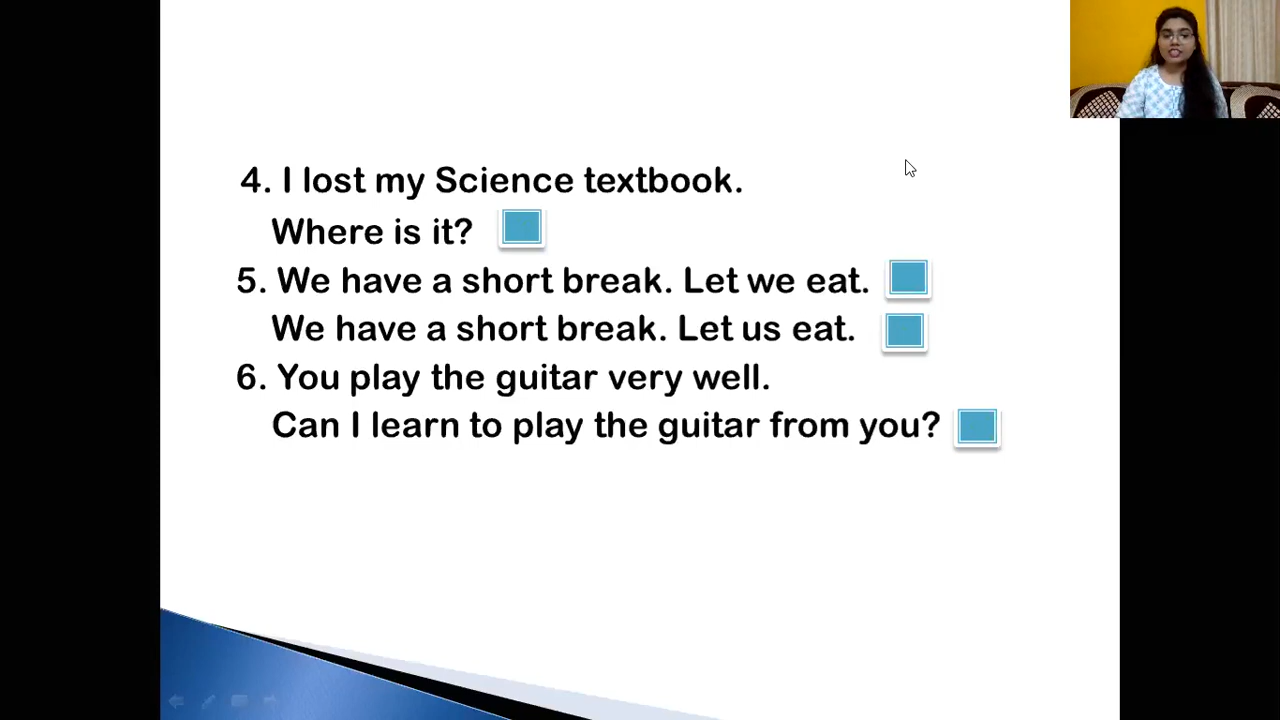 4. I lost my Science textbook.
Where is it?
5. We have a short break. Let we eat.
We have a short break. Let us eat.
6. You play the guitar very well.
Can I learn to play the guitar from you?